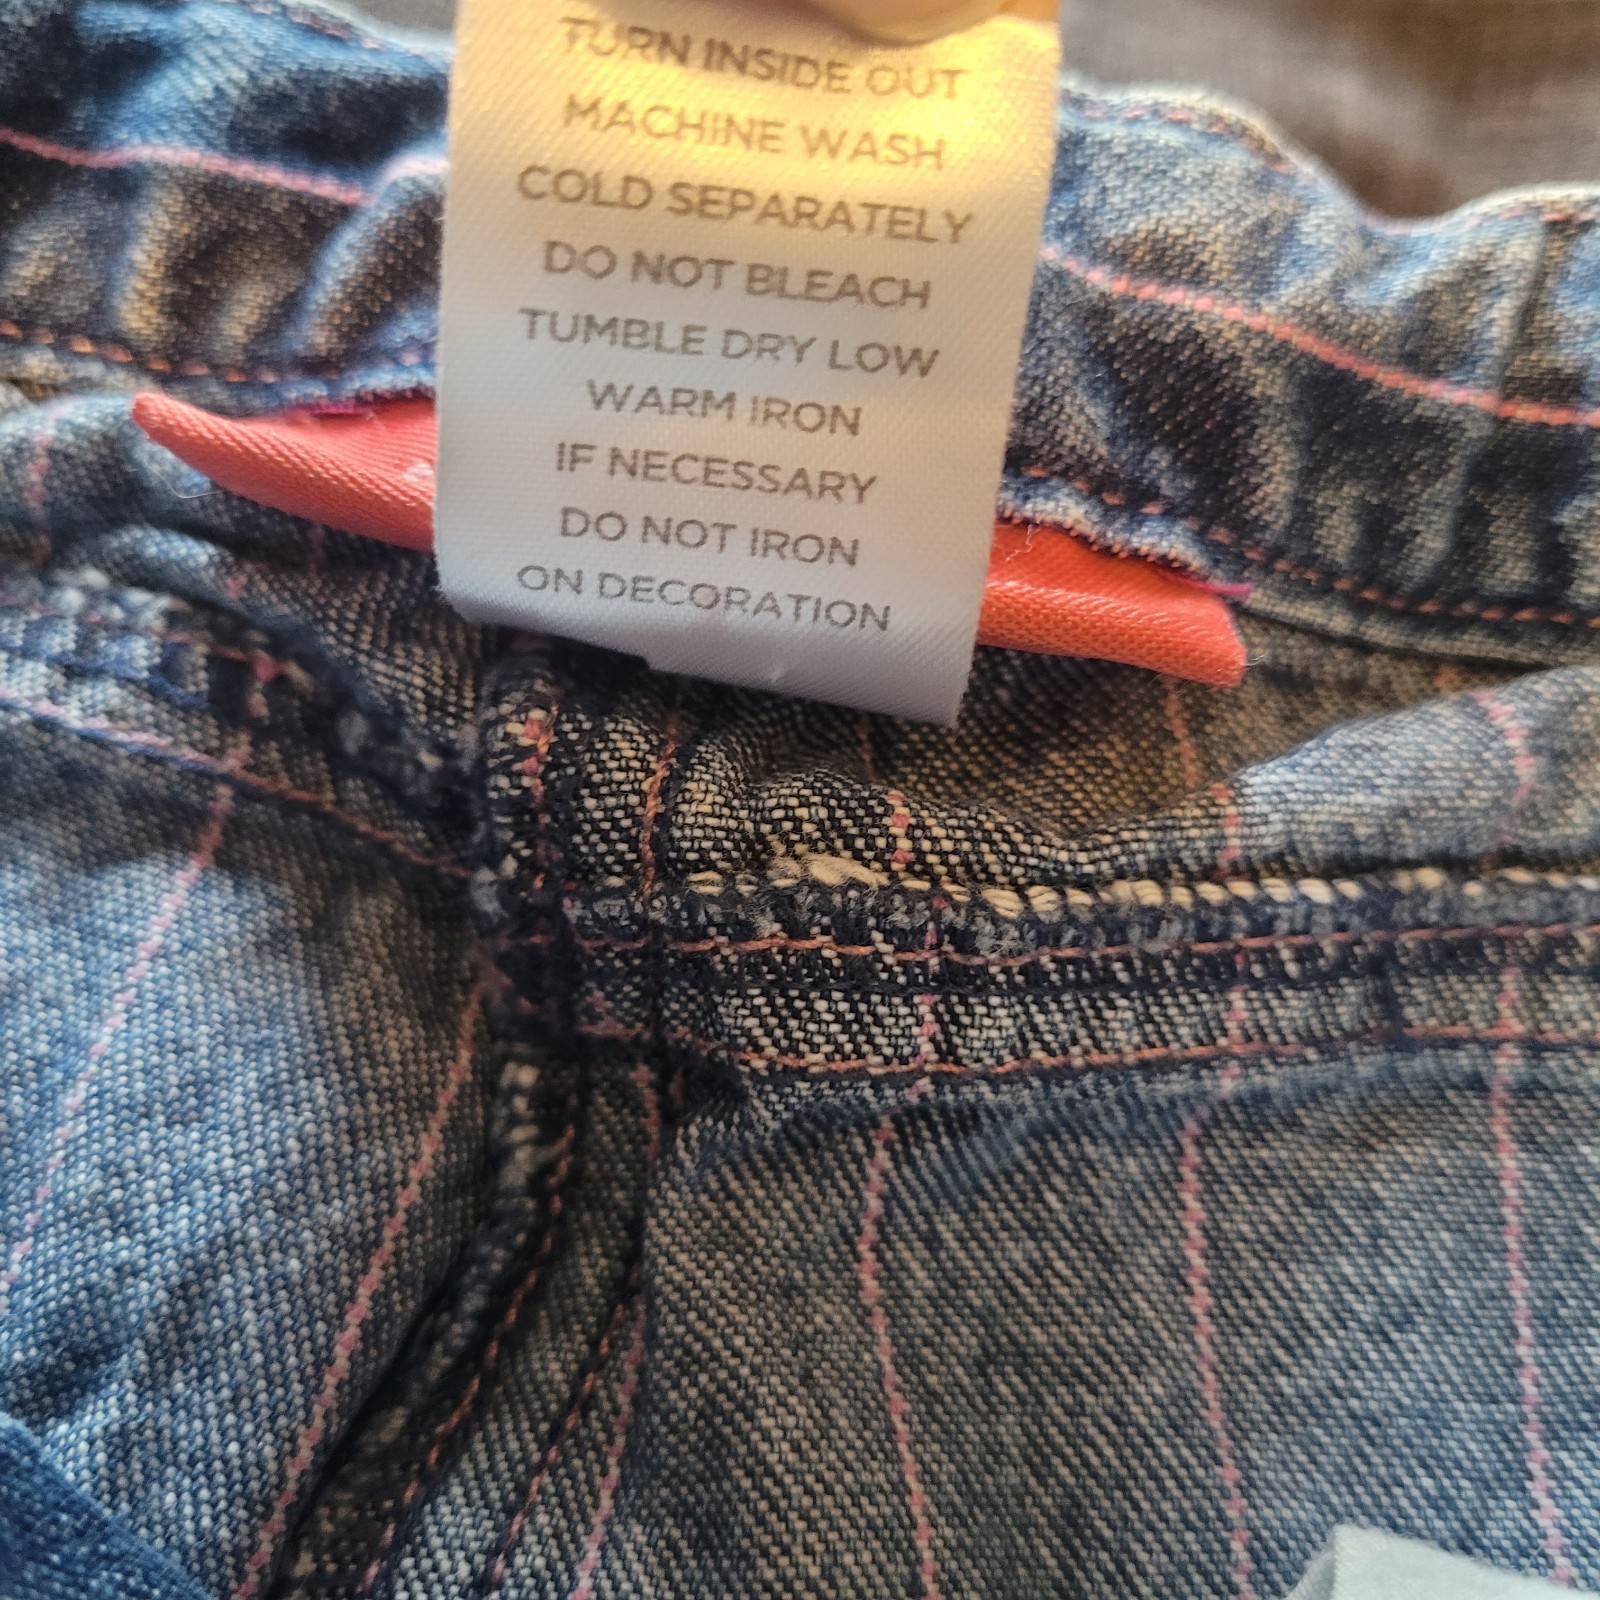 TURN INSIDE OUT
MACHINE WASH
COLD SEPARATELY
DO NOT BLEACH
TUMBLE DRY LOW
WARM IRON
IF NECESSARY
DO NOT IRON
ON DECORATION